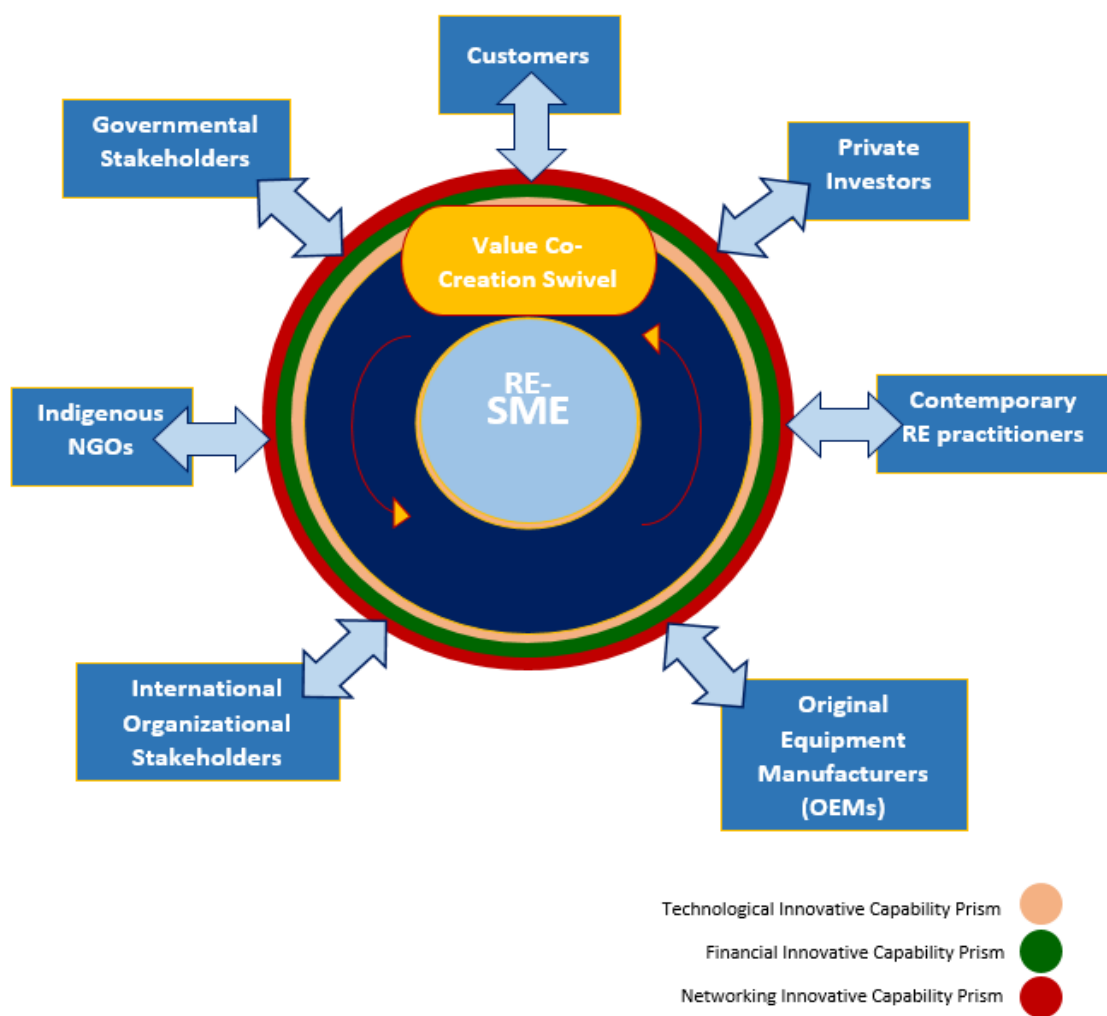 Customers
Governmental
Stakeholders
Private
Investors
Value Co-
Creation Swivel
RE-
SME
Indigenous
NGOs
Contemporary
RE practitioners
International
Organizational
Stakeholders
Original
Equipment
Manufacturers
(OEMs)
Technological Innovative Capability Prism
Financial Innovative Capability Prism
Networking Innovative Capability Prism